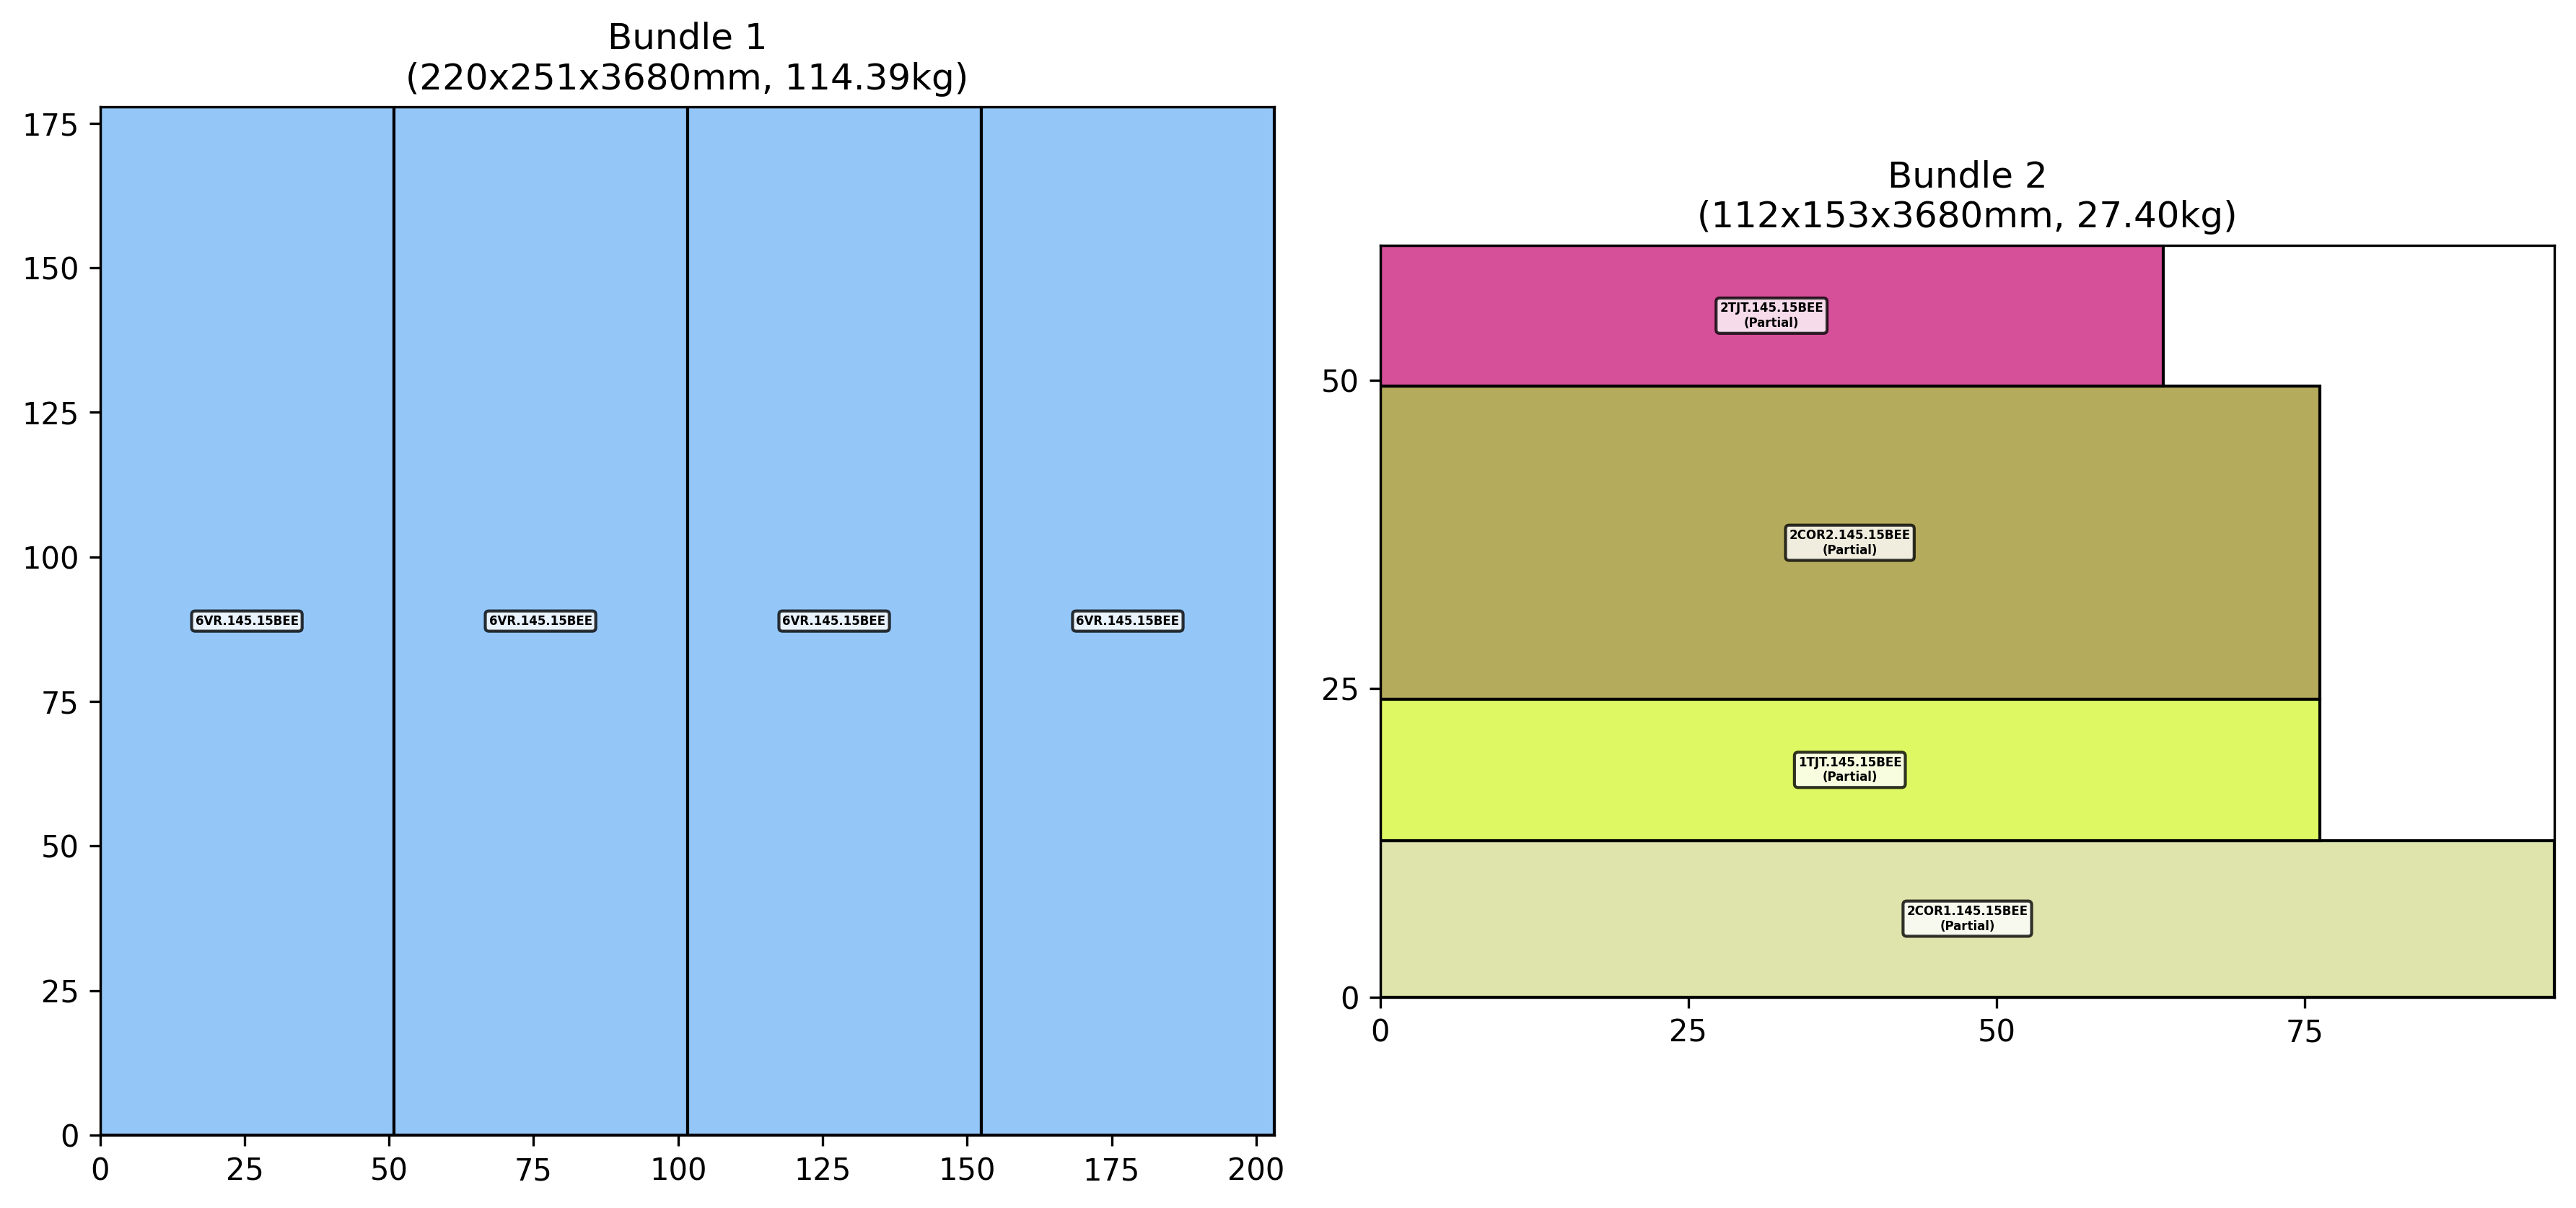 Bundle 1
(220x251x3680mm, 114.39kg)
175
150
125
100
75
50
25
0
0 25 50 75 100 125 150 175 200
6VR.145.15BEE 6VR.145.15BEE 6VR.145.15BEE 6VR.145.15BEE
Bundle 2
(112x153x3680mm, 27.40kg)
50
25
0
0 25 50 75
2TJT.145.15BEE
(Partial)
2COR2.145.15BEE
(Partial)
1TJT.145.15BEE
(Partial)
2COR1.145.15BEE
(Partial)